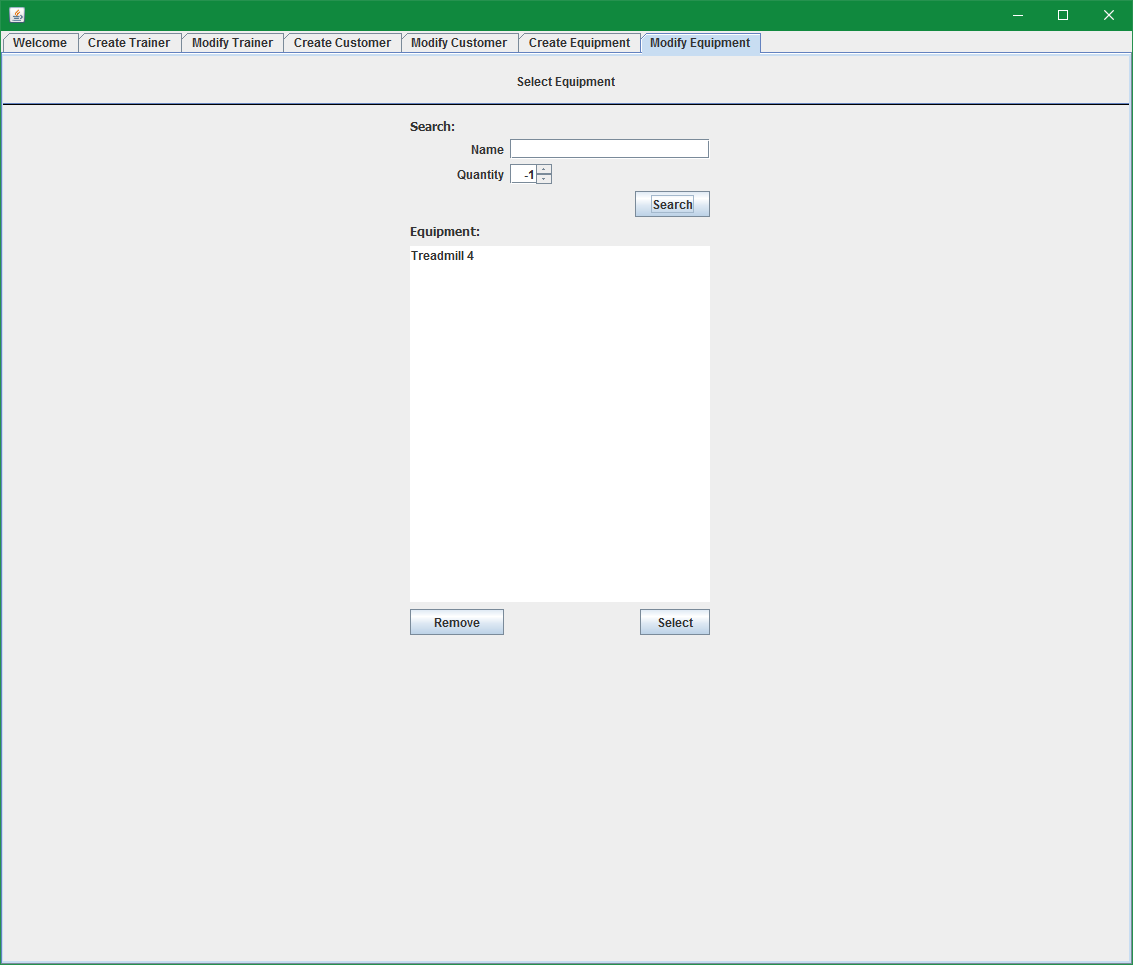 Welcome Create Trainer Modify Trainer Create Customer Modify Customer Create Equipment Modify Equipment
Select Equipment
Search:
Name
Quantity -1
Search
Equipment:
Treadmill 4
Remove Select